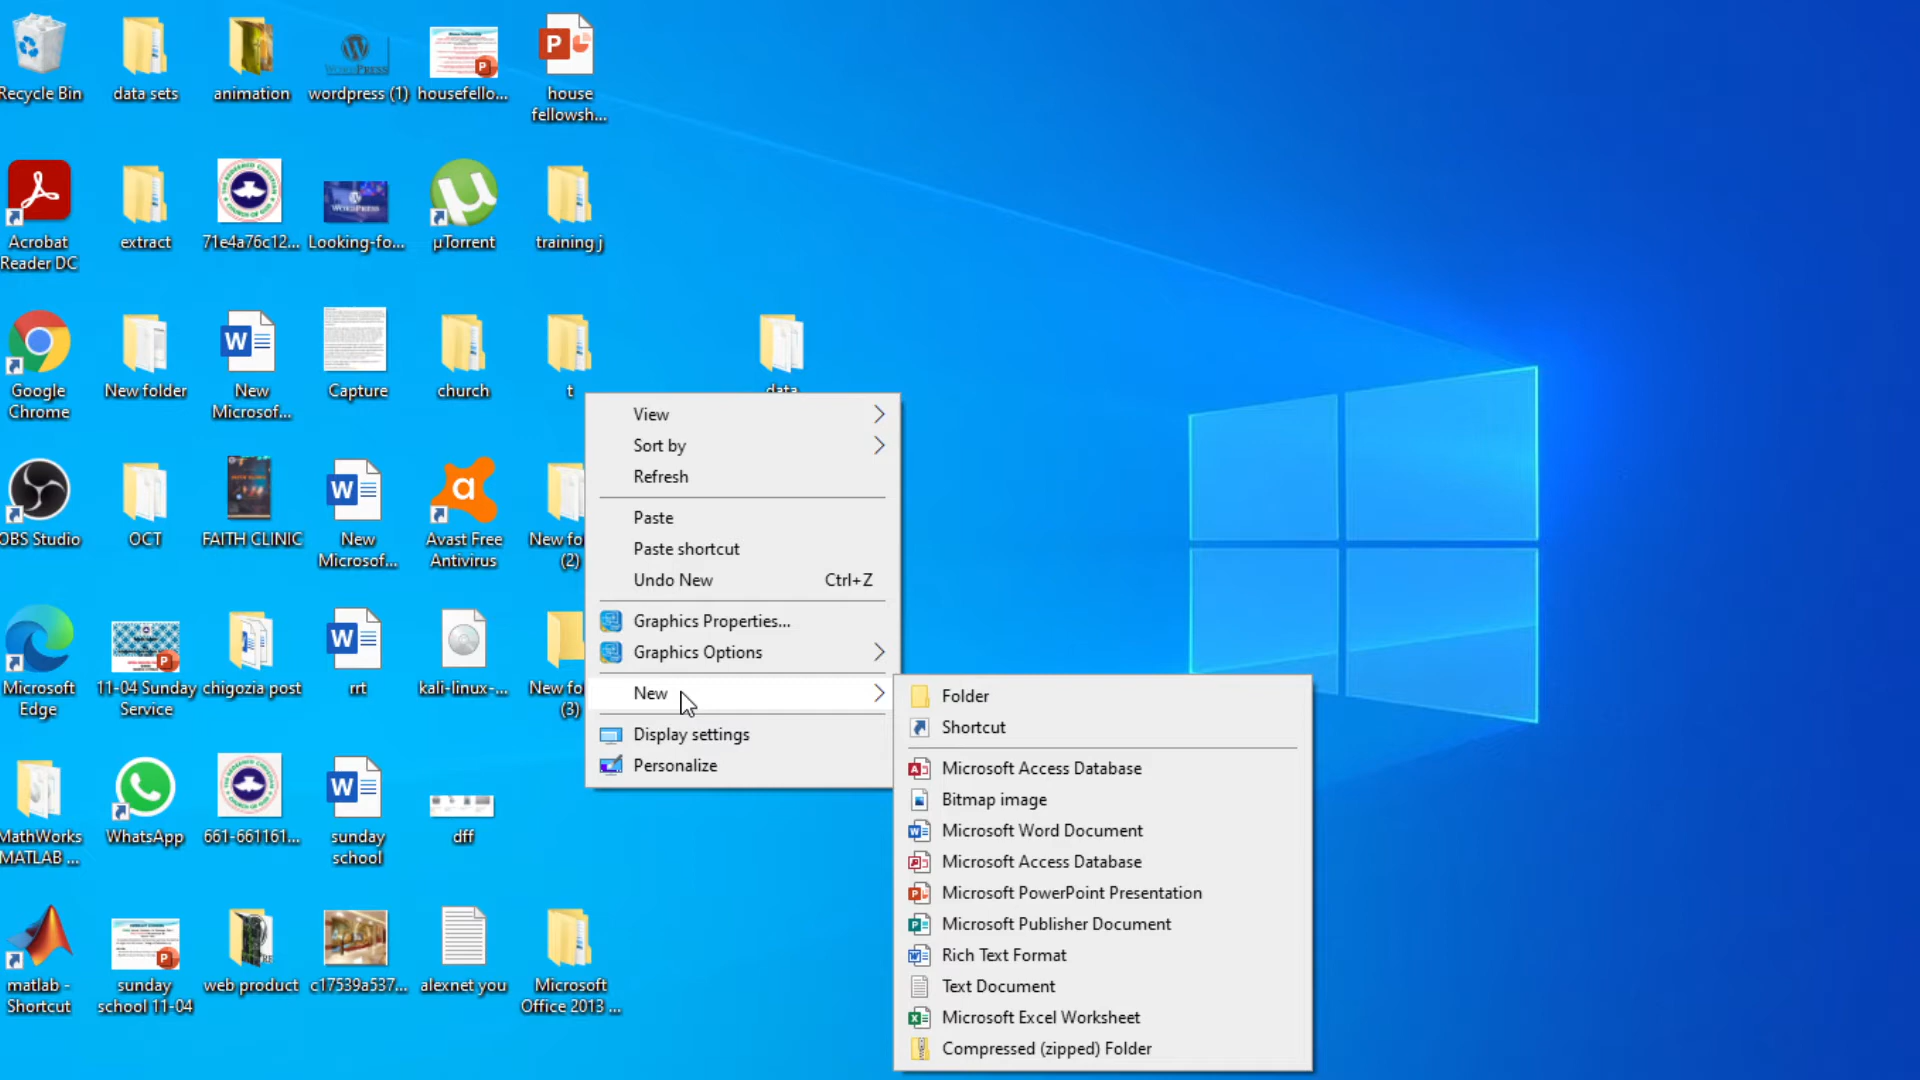 Recycle Bin
data sets
animation
wordpress (1)
housefello...
house
fellowsh...
Acrobat
Reader DC
extract
71e4a76c12...
Looking-fo...
µTorrent
training j
Google
Chrome
New folder
New
Microsof...
Capture
church
t
data
OBS Studio
OCT
FAITH CLINIC
New
Microsof...
Avast Free
Antivirus
New fo
(2)
Microsoft
Edge
11-04 Sunday
Service
chigozia post
rrt
kali-linux-...
New fo
(3)
MathWorks
MATLAB ...
WhatsApp
661-661161...
sunday
school
dff
matlab -
Shortcut
sunday
school 11-04
web product
c17539a537...
alexnet you
Microsoft
Office 2013 ...
View
Sort by
Refresh
Paste
Paste shortcut
Undo New Ctrl+Z
Graphics Properties...
Graphics Options
New
Display settings
Personalize
Folder
Shortcut
Microsoft Access Database
Bitmap image
Microsoft Word Document
Microsoft Access Database
Microsoft PowerPoint Presentation
Microsoft Publisher Document
Rich Text Format
Text Document
Microsoft Excel Worksheet
Compressed (zipped) Folder